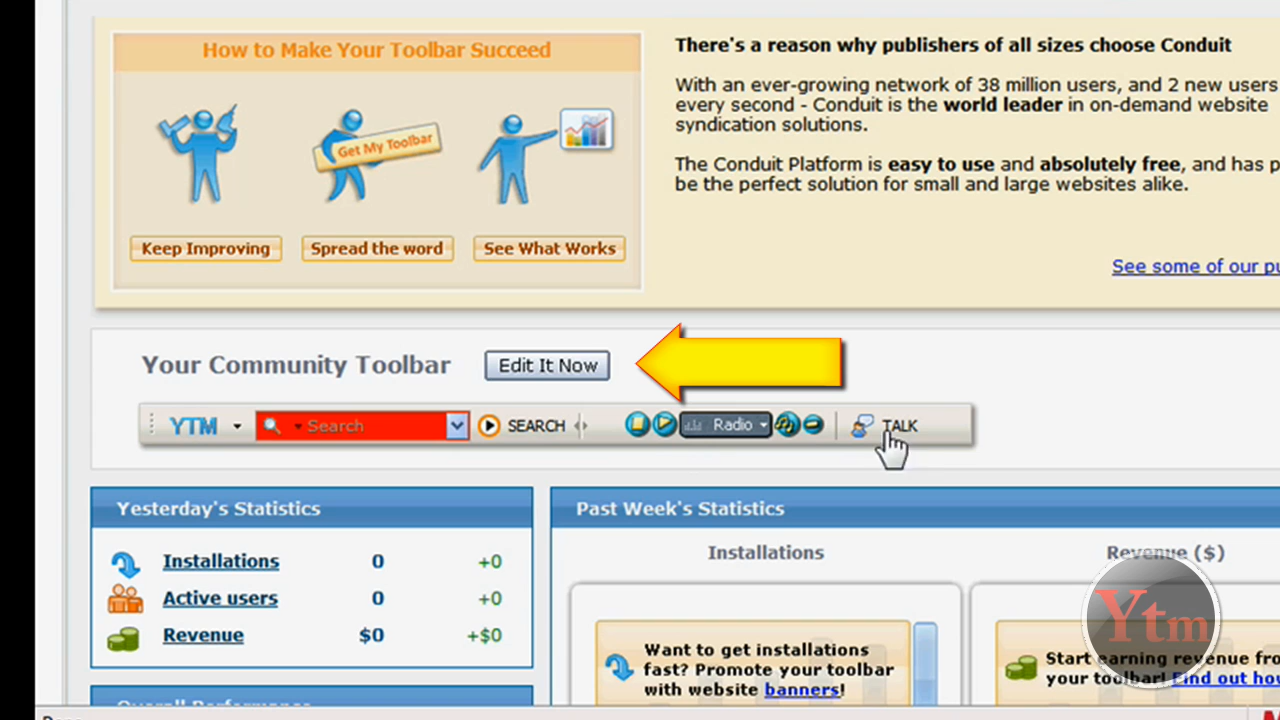 How to Make Your Toolbar Succeed
Get My Toolbar
Keep Improving
Spread the word
See What Works
There's a reason why publishers of all sizes choose Conduit
With an ever-growing network of 38 million users, and 2 new users
every second - Conduit is the world leader in on-demand website
syndication solutions.
The Conduit Platform is easy to use and absolutely free, and has
be the perfect solution for small and large websites alike.
See some of our
Your Community Toolbar
Edit It Now
YTM
Search
SEARCH
Radio
TALK
Yesterday's Statistics
Installations 0 +0
Active users 0 +0
Revenue $0 +$0
Past Week's Statistics
Installations
Revenue ($)
Want to get installations
fast? Promote your toolbar
with website banners!
Start earning revenue
your toolbar! Find out
Ytm